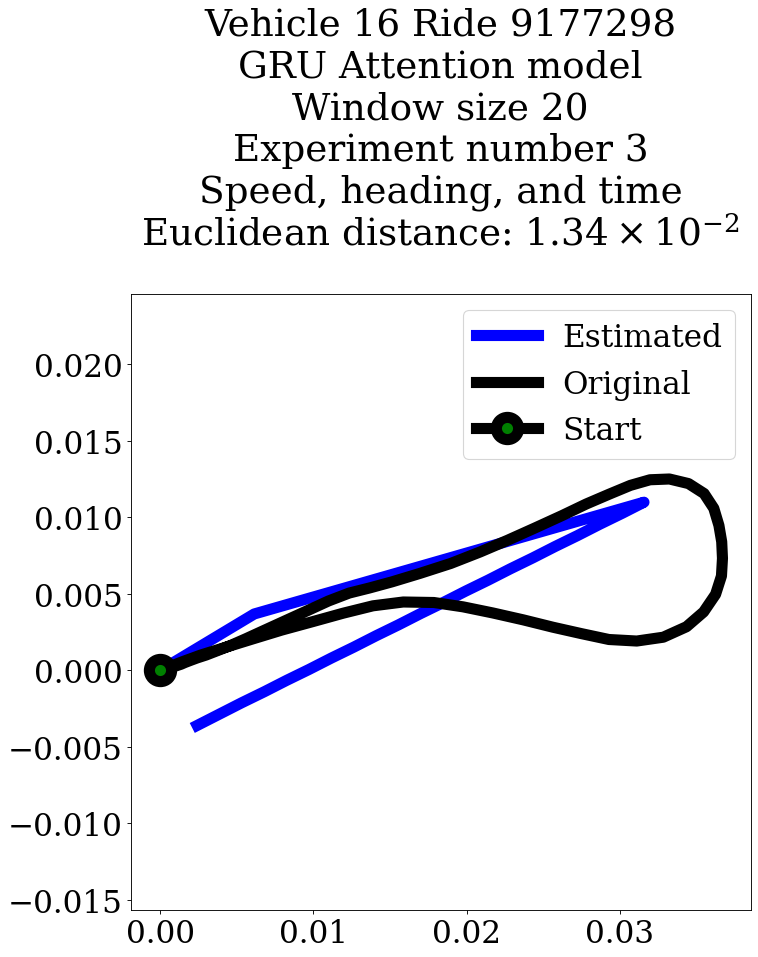 Vehicle 16 Ride 9177298
GRU Attention model
Window size 20
Experiment number 3
Speed, heading, and time
Euclidean distance: 1.34 × 10⁻²
Estimated
Original
Start
0.020
0.015
0.010
0.005
0.000
−0.005
−0.010
−0.015
0.00 0.01 0.02 0.03